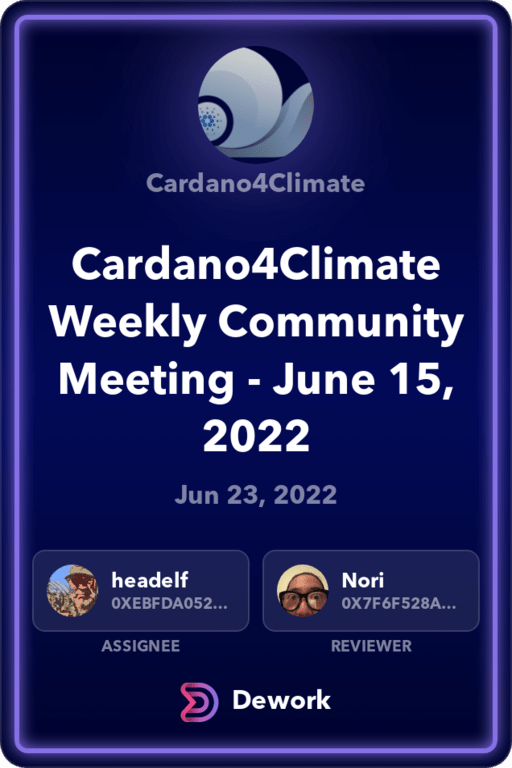 Cardano4Climate
Cardano4Climate
Weekly Community
Meeting - June 15,
2022
Jun 23, 2022
headelf
0XEBFDA052...
Nori
0X7F6F528A...
ASSIGNEE
REVIEWER
Dework